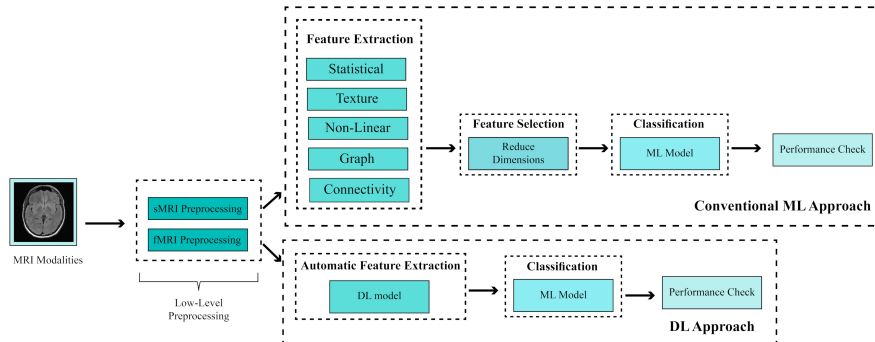 MRI Modalities
sMRI Preprocessing
fMRI Preprocessing
Low-Level
Preprocessing
Feature Extraction
Statistical
Texture
Non-Linear
Graph
Connectivity
Feature Selection
Reduce
Dimensions
Classification
ML Model
Performance Check
Conventional ML Approach
Automatic Feature Extraction
DL model
Classification
ML Model
Performance Check
DL Approach